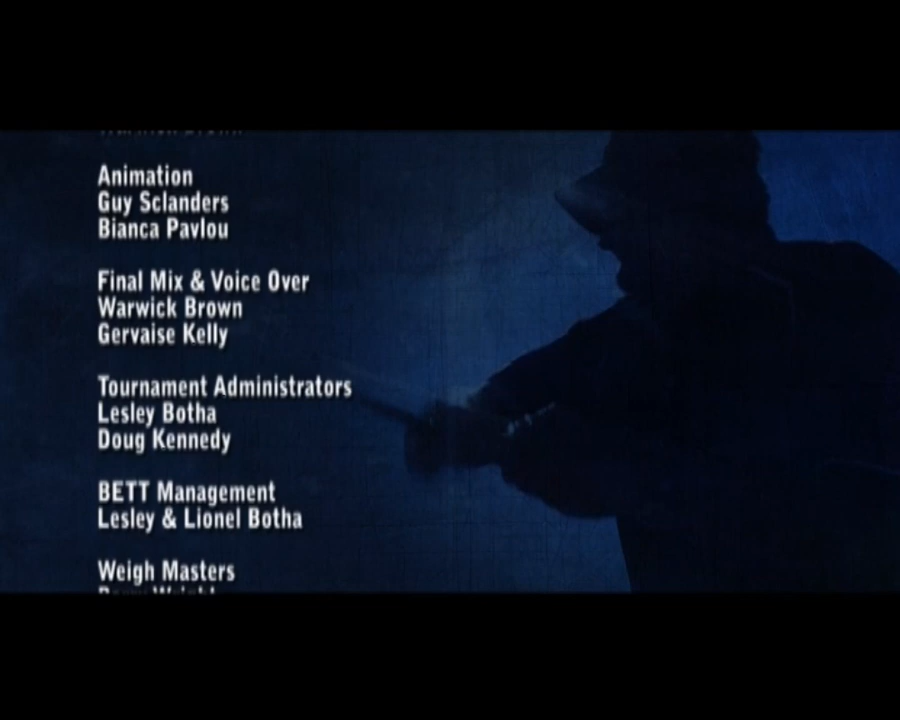 Animation
Guy Sclanders
Bianca Pavlou
Final Mix & Voice Over
Warwick Brown
Gervaise Kelly
Tournament Administrators
Lesley Botha
Doug Kennedy
BETT Management
Lesley & Lionel Botha
Weigh Masters